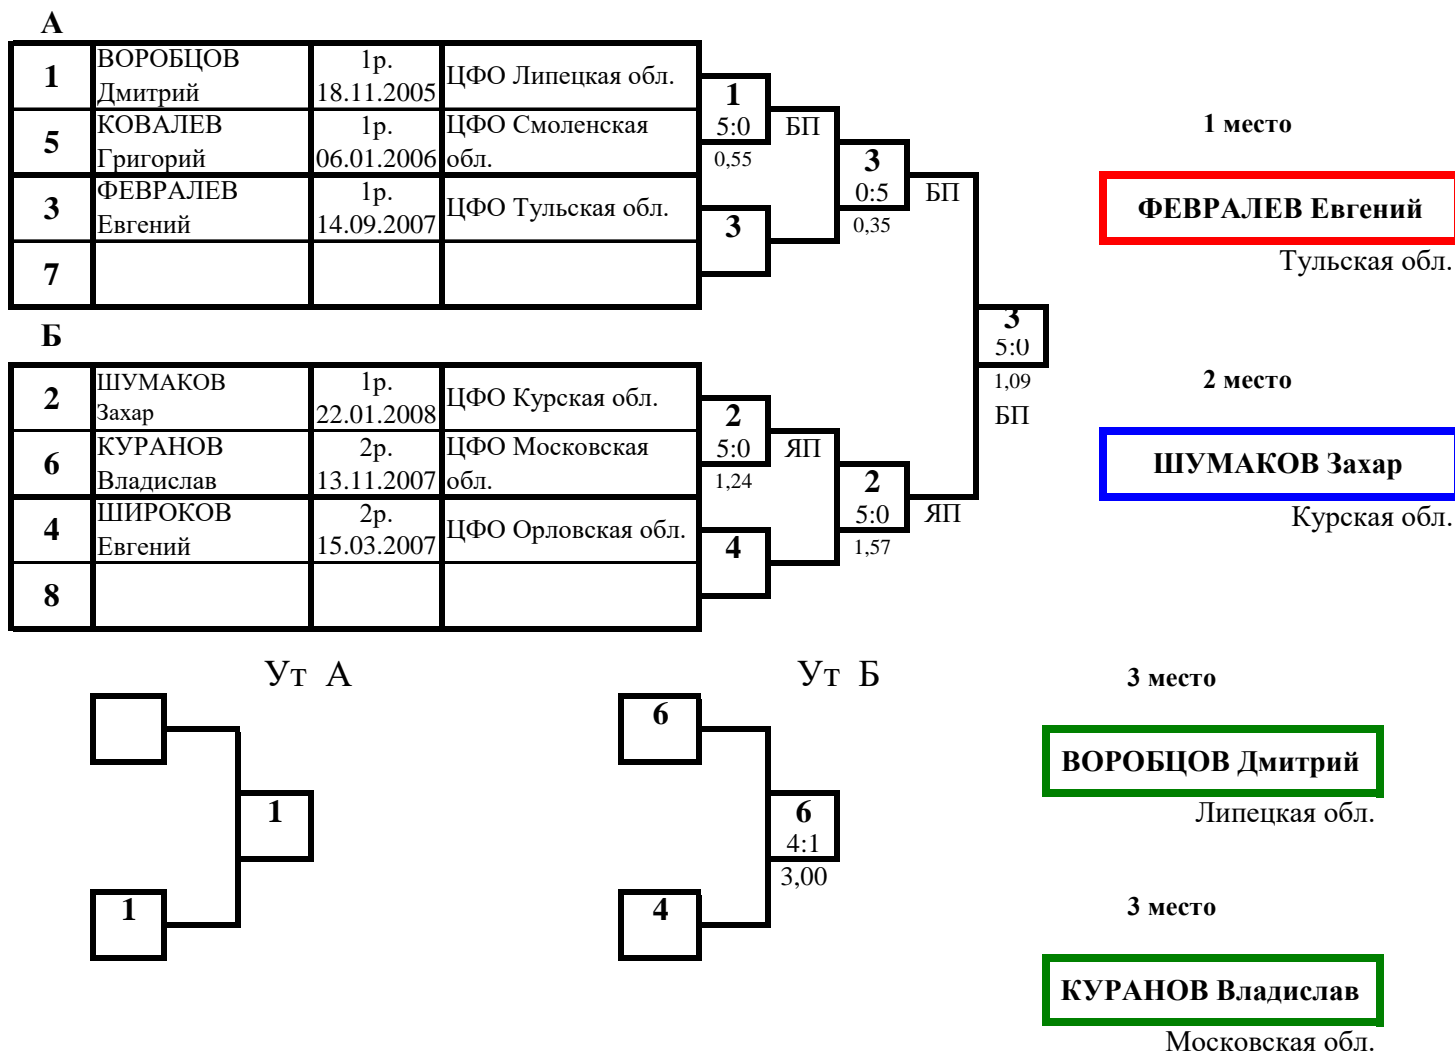 А
1
ВОРОБЦОВ
Дмитрий
1р.
18.11.2005
ЦФО Липецкая обл.
5
КОВАЛЕВ
Григорий
1р.
06.01.2006
ЦФО Смоленская
обл.
3
ФЕВРАЛЕВ
Евгений
1р.
14.09.2007
ЦФО Тульская обл.
7
1
5:0
0,55
БП
3
3
0:5
0,35
БП
Б
2
ШУМАКОВ
Захар
1р.
22.01.2008
ЦФО Курская обл.
6
КУРАНОВ
Владислав
2р.
13.11.2007
ЦФО Московская
обл.
4
ШИРОКОВ
Евгений
2р.
15.03.2007
ЦФО Орловская обл.
8
2
5:0
1,24
ЯП
4
2
5:0
1,57
ЯП
3
5:0
1,09
БП
1 место
ФЕВРАЛЕВ Евгений
Тульская обл.
2 место
ШУМАКОВ Захар
Курская обл.
Ут А
1
1
Ут Б
6
6
4:1
3,00
4
3 место
ВОРОБЦОВ Дмитрий
Липецкая обл.
3 место
КУРАНОВ Владислав
Московская обл.